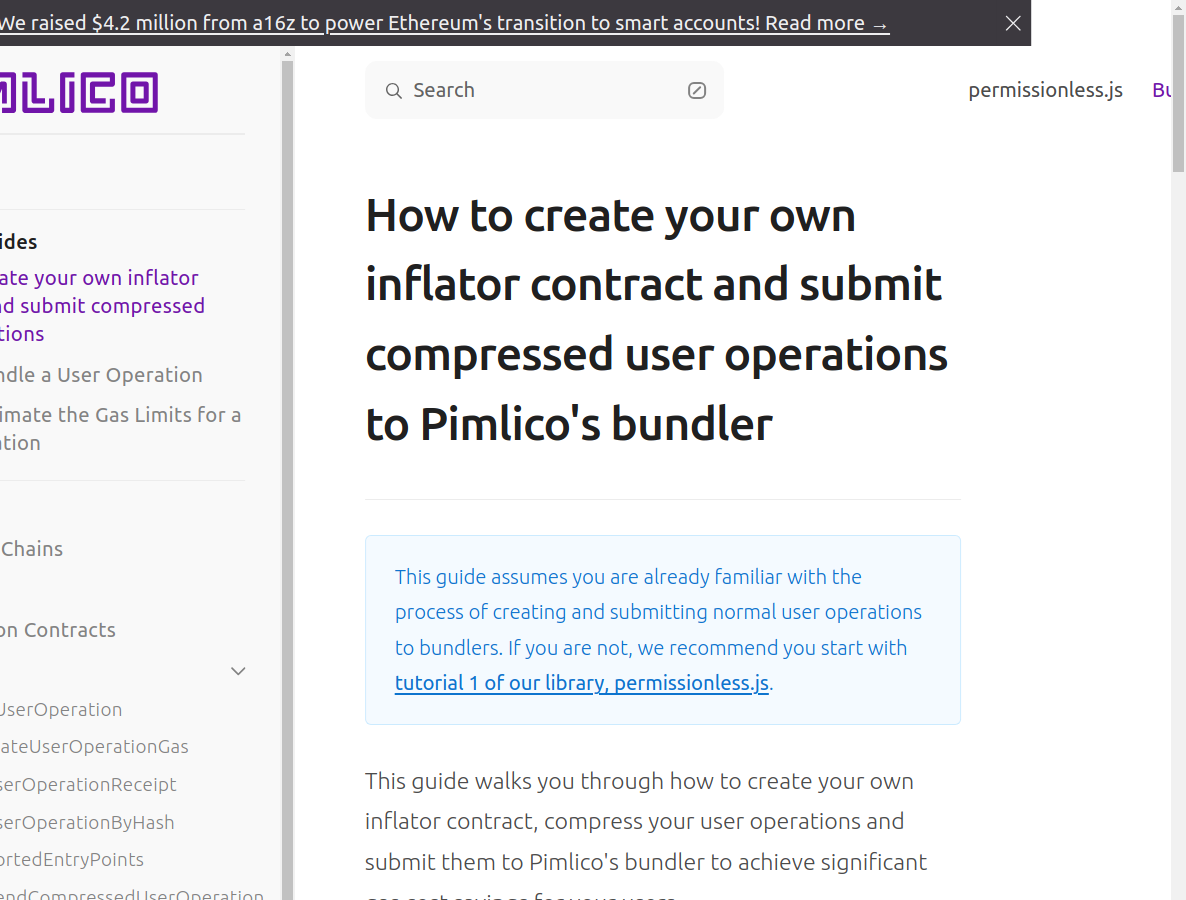 We raised $4.2 million from a16z to power Ethereum's transition to smart accounts! Read more →
MLICO
Search
permissionless.js
Bu
ides
ate your own inflator
nd submit compressed
tions
ndle a User Operation
imate the Gas Limits for a
ation
Chains
on Contracts
UserOperation
ateUserOperationGas
serOperationReceipt
serOperationByHash
ortedEntryPoints
endCompressedUserOperation
How to create your own
inflator contract and submit
compressed user operations
to Pimlico's bundler
This guide assumes you are already familiar with the
process of creating and submitting normal user operations
to bundlers. If you are not, we recommend you start with
tutorial 1 of our library, permissionless.js.
This guide walks you through how to create your own
inflator contract, compress your user operations and
submit them to Pimlico's bundler to achieve significant
gas cost savings for your users.